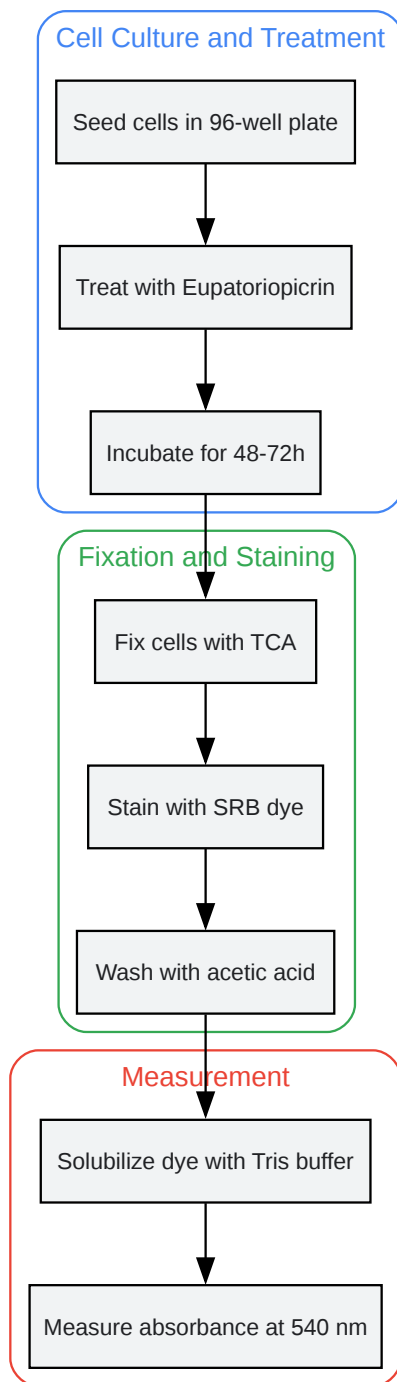 Cell Culture and Treatment
Seed cells in 96-well plate
Treat with Eupatoriopicrin
Incubate for 48-72h
Fixation and Staining
Fix cells with TCA
Stain with SRB dye
Wash with acetic acid
Measurement
Solubilize dye with Tris buffer
Measure absorbance at 540 nm